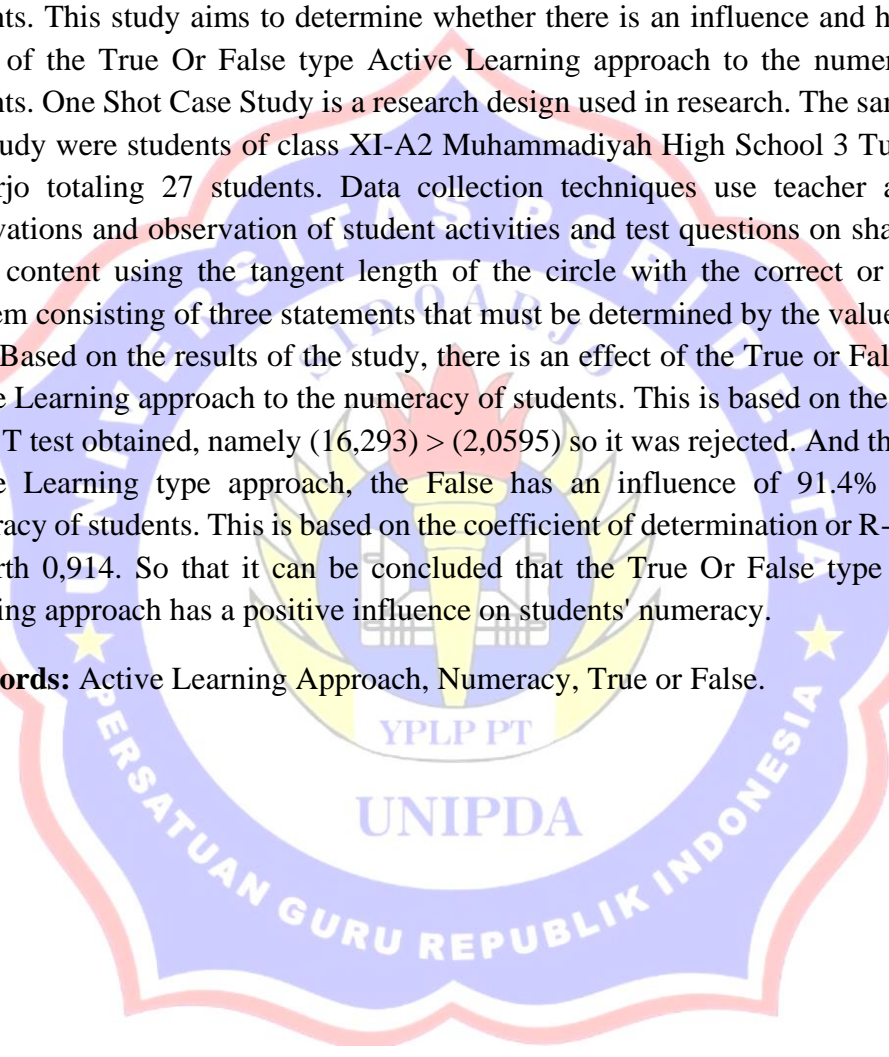 nts. This study aims to determine whether there is an influence and h
of the True Or False type Active Learning approach to the numer
nts. One Shot Case Study is a research design used in research. The sar
udy were students of class XI-A2 Muhammadiyah High School 3 Tu
rjo totaling 27 students. Data collection techniques use teacher a
vations and observation of student activities and test questions on sha
content using the tangent length of the circle with the correct or
em consisting of three statements that must be determined by the value
Based on the results of the study, there is an effect of the True or Fal
e Learning approach to the numeracy of students. This is based on the
T test obtained, namely (16,293) > (2,0595) so it was rejected. And th
e Learning type approach, the False has an influence of 91.4%
racy of students. This is based on the coefficient of determination or R-
rth 0,914. So that it can be concluded that the True Or False type
ing approach has a positive influence on students' numeracy.
ords: Active Learning Approach, Numeracy, True or False.
UNIVERSITAS PGRI DELTA
SIDOARJO
YPLP PT
UNIPDA
PERSATUAN GURU REPUBLIK INDONESIA